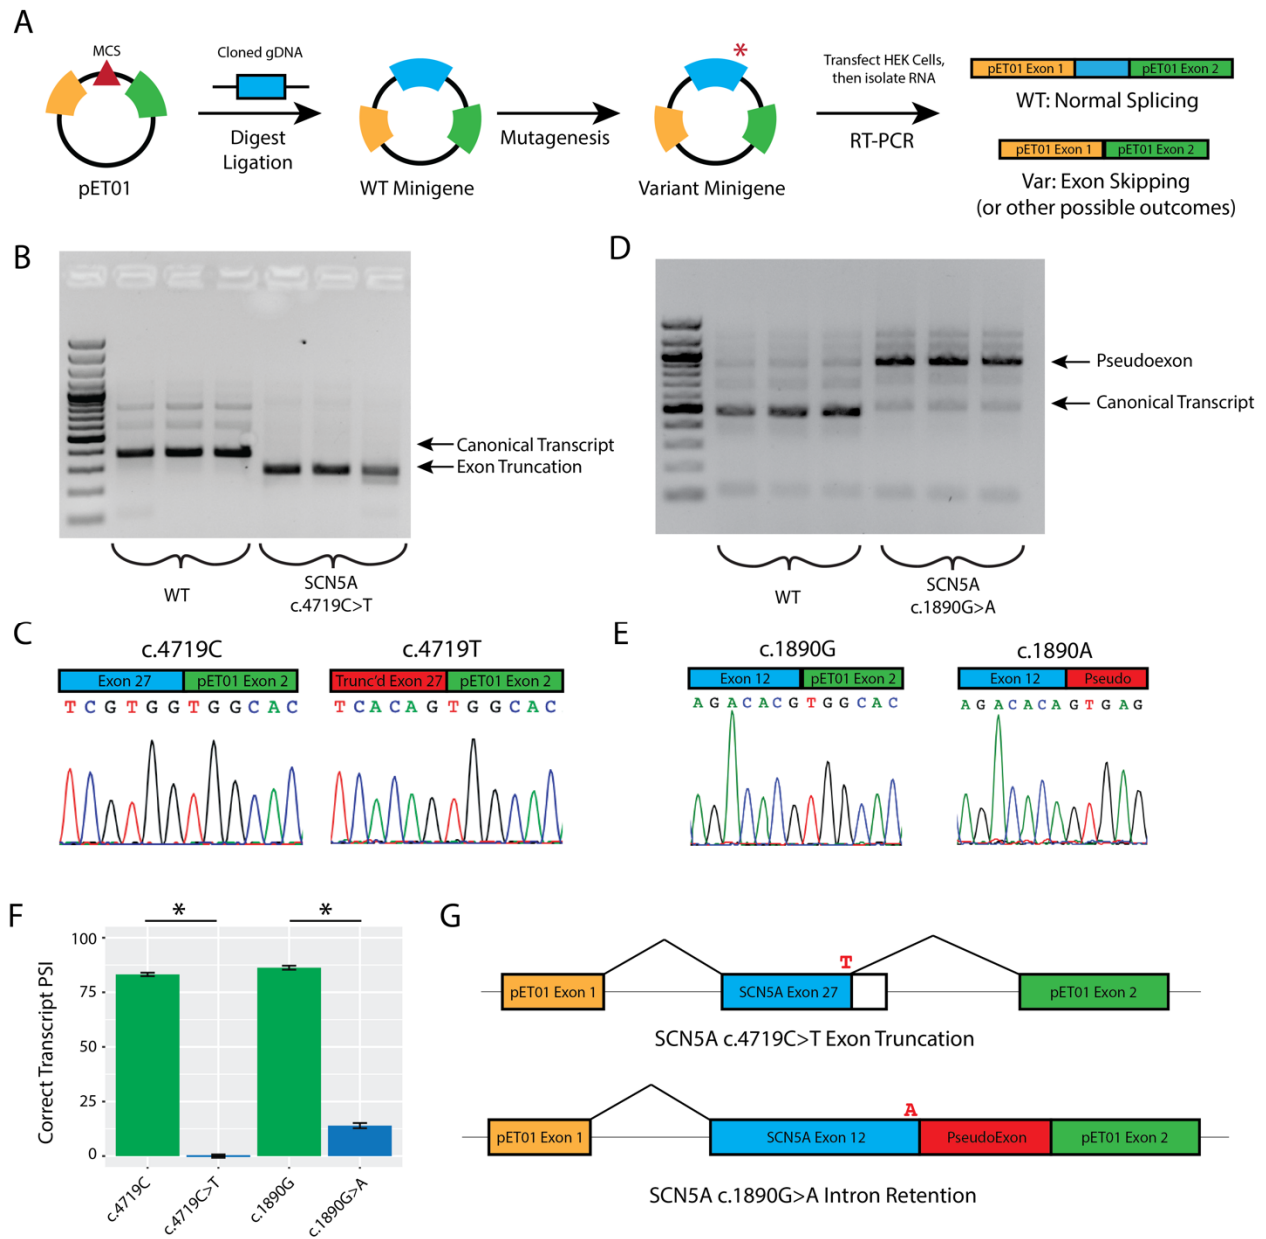 A
MCS
pET01
Cloned gDNA
Digest
Ligation
WT Minigene
Mutagenesis
*
Variant Minigene
Transfect HEK Cells,
then isolate RNA
RT-PCR
pET01 Exon 1
pET01 Exon 2
WT: Normal Splicing
pET01 Exon 1
pET01 Exon 2
Var: Exon Skipping
(or other possible outcomes)
B
Canonical Transcript
Exon Truncation
WT
SCN5A
c.4719C>T
D
Pseudoexon
Canonical Transcript
WT
SCN5A
c.1890G>A
C
c.4719C
Exon 27
pET01 Exon 2
T C G T G G T G G C A C
c.4719T
Trunc'd Exon 27
pET01 Exon 2
T C A C A G T G G C A C
E
c.1890G
Exon 12
pET01 Exon 2
A G A C A C G T G G C A C
c.1890A
Exon 12
Pseudo
A G A C A C A G T G A G
F
Correct Transcript PSI
100
75
50
25
0
*
*
c.4719C
c.4719C>T
c.1890G
c.1890G>A
G
T
pET01 Exon 1
SCN5A Exon 27
pET01 Exon 2
SCN5A c.4719C>T Exon Truncation
A
pET01 Exon 1
SCN5A Exon 12
PseudoExon
pET01 Exon 2
SCN5A c.1890G>A Intron Retention